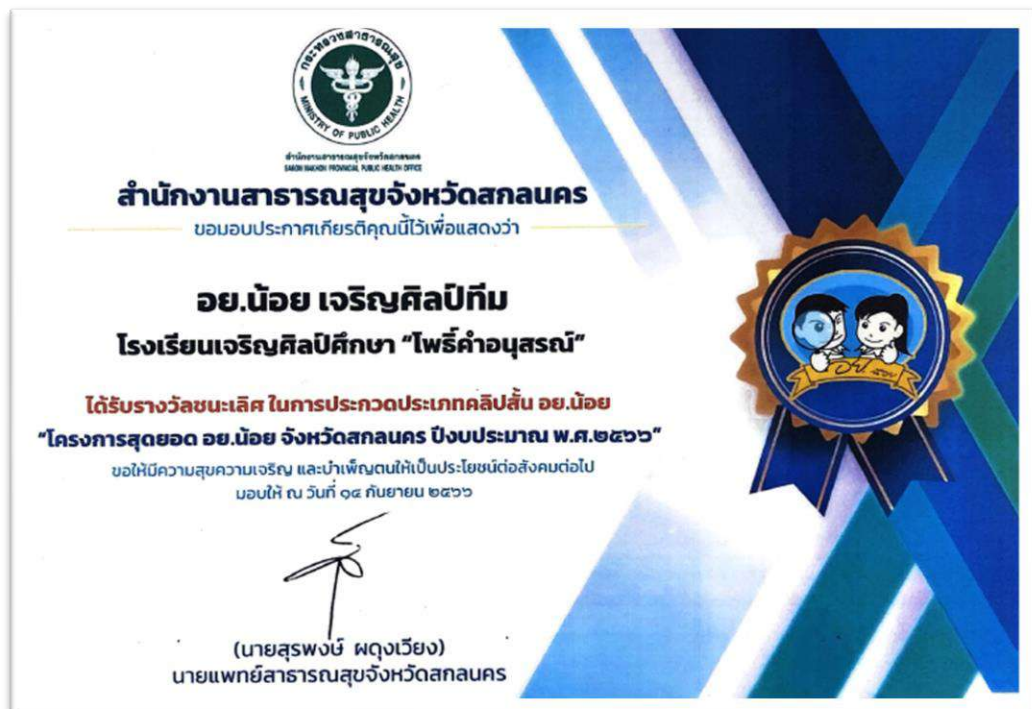 กระทรวงสาธารณสุข
MINISTRY OF PUBLIC HEALTH
สำนักงานสาธารณสุขจังหวัดสกลนคร
SAKON NAKHON PROVINCIAL PUBLIC HEALTH OFFICE
สำนักงานสาธารณสุขจังหวัดสกลนคร
ขอมอบประกาศเกียรติคุณนี้ไว้เพื่อแสดงว่า
อย.น้อย เจริญศิลป์ทีม
โรงเรียนเจริญศิลป์ศึกษา “โพธิ์คำอนุสรณ์”
ได้รับรางวัลชนะเลิศ ในการประกวดประเภทคลิปสั้น อย.น้อย
“โครงการสุดยอด อย.น้อย จังหวัดสกลนคร ปีงบประมาณ พ.ศ.๒๕๖๖”
ขอให้มีความสุขความเจริญ และบำเพ็ญตนให้เป็นประโยชน์ต่อสังคมต่อไป
มอบให้ ณ วันที่ ๑๔ กันยายน ๒๕๖๖
(นายสุรพงษ์ ผดุงเวียง)
นายแพทย์สาธารณสุขจังหวัดสกลนคร